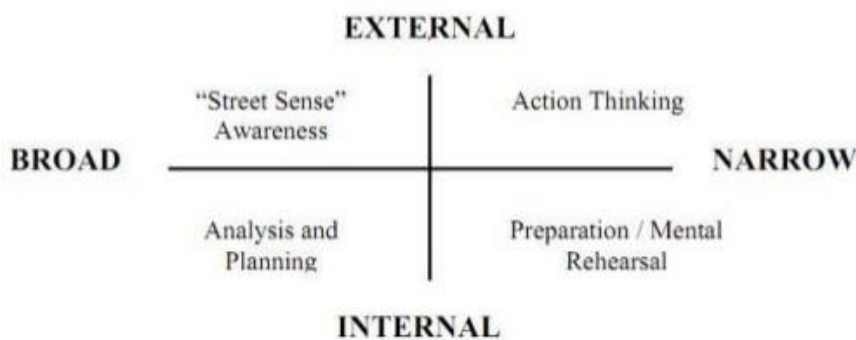 EXTERNAL
“Street Sense”
Awareness
Action Thinking
BROAD
NARROW
Analysis and
Planning
Preparation / Mental
Rehearsal
INTERNAL